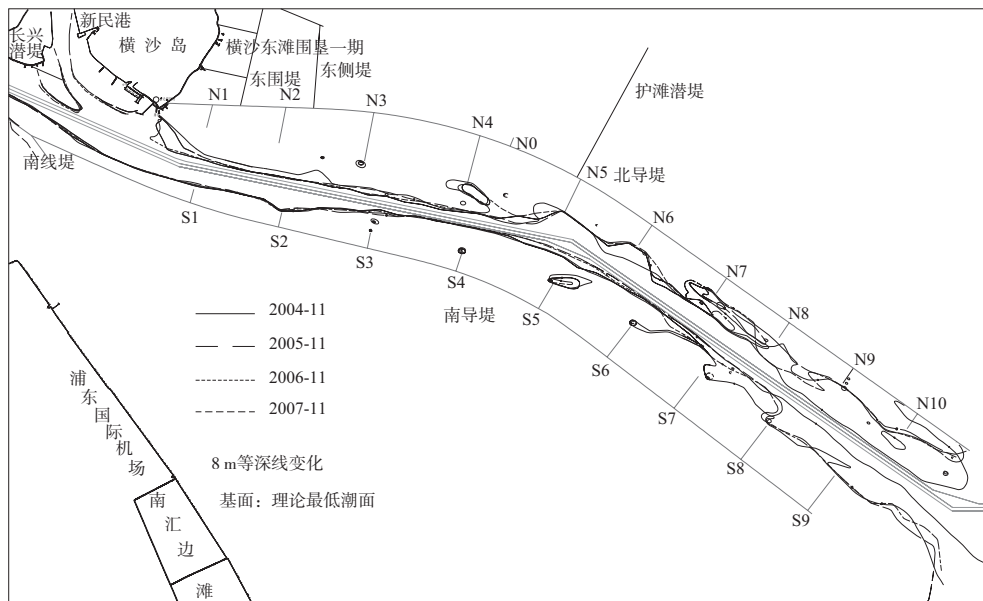 新民港
长兴
潜堤
横沙岛
横沙东滩围垦一期
东围堤
东侧堤
护滩潜堤
N1
N2
N3
N4
N0
N5
北导堤
N6
N7
N8
N9
N10
南线堤
S1
S2
S3
S4
S5
南导堤
S6
S7
S8
S9
2004-11
2005-11
2006-11
2007-11
8 m等深线变化
基面：理论最低潮面
浦东国际机场
南汇边滩